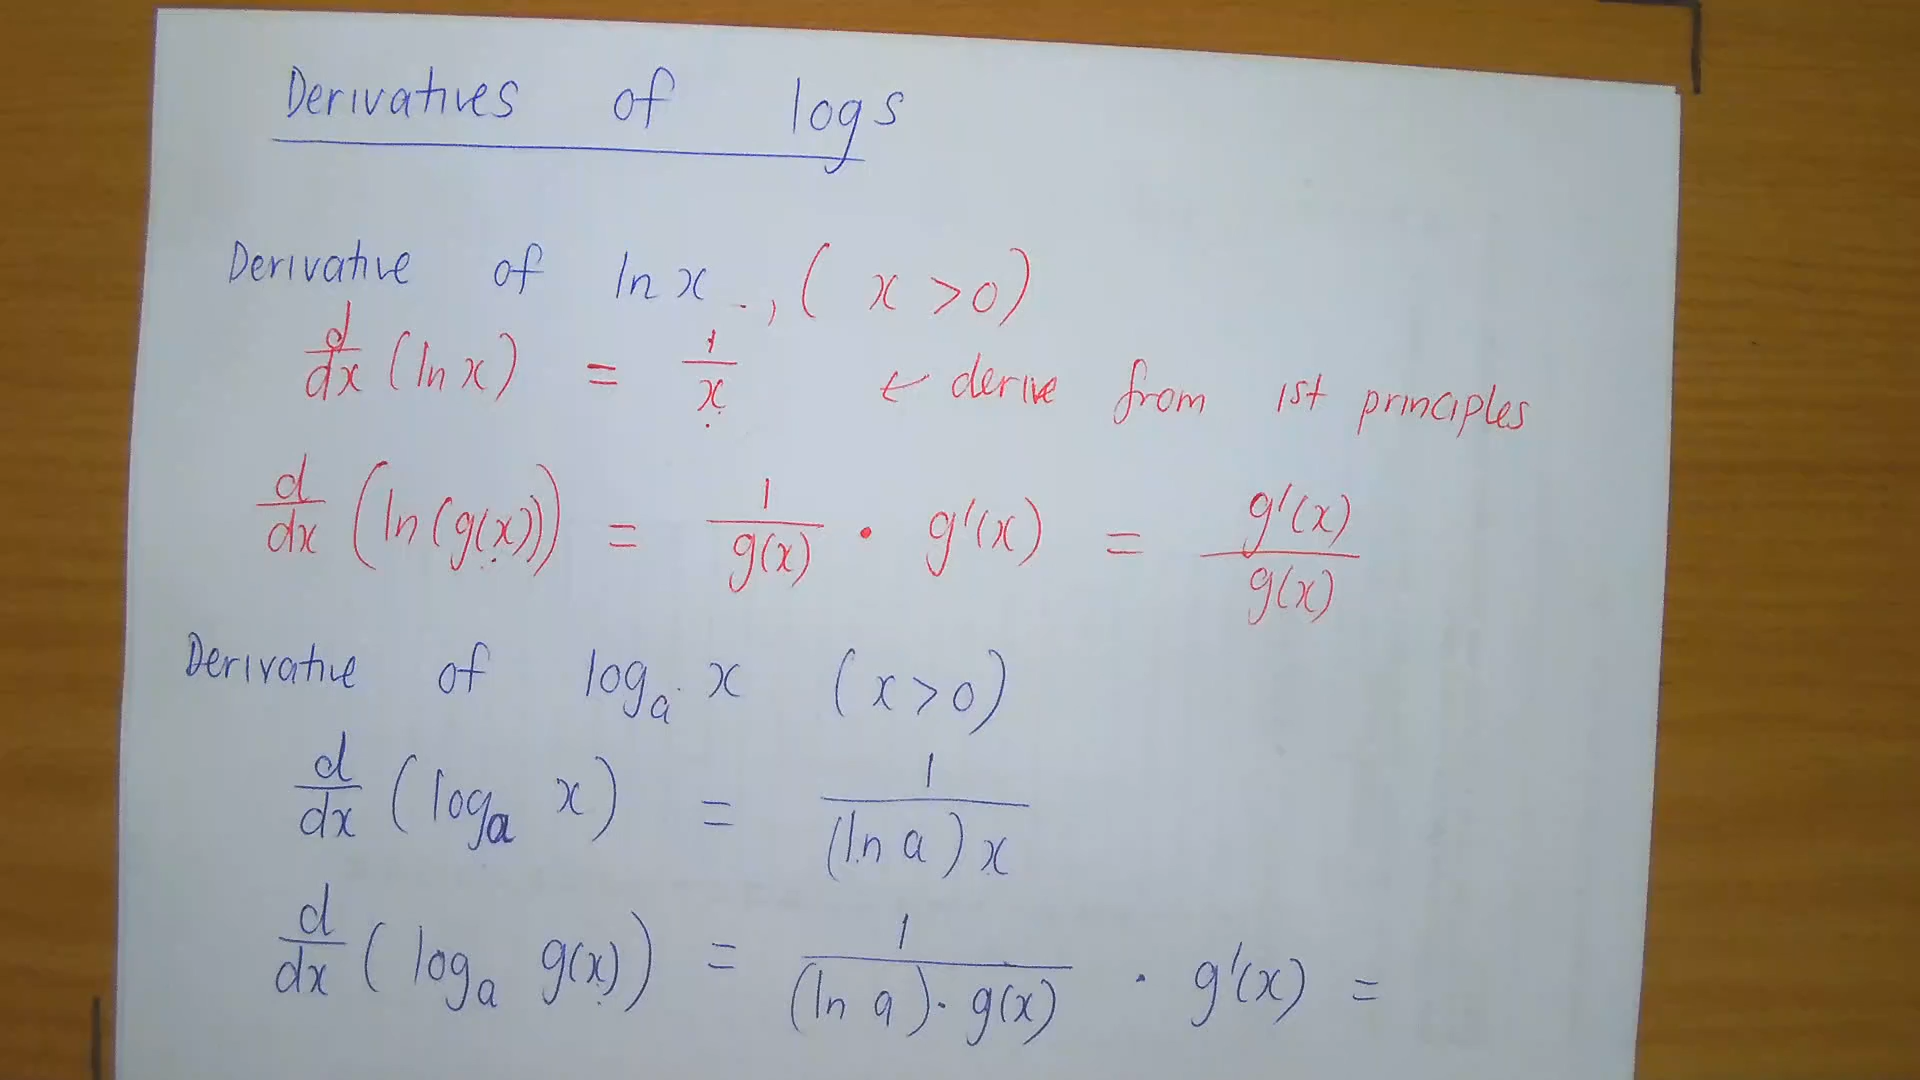 Derivatives of logs
Derivative of ln x , ( x > 0 )
d/dx (ln x) = 1/x ← derive from 1st principles
d/dx (ln (g(x))) = 1/g(x) · g'(x) = g'(x)/g(x)
Derivative of logₐ x ( x > 0 )
d/dx ( logₐ x ) = 1/((ln a) x)
d/dx ( logₐ g(x) ) = 1/((ln a) · g(x)) · g'(x) =